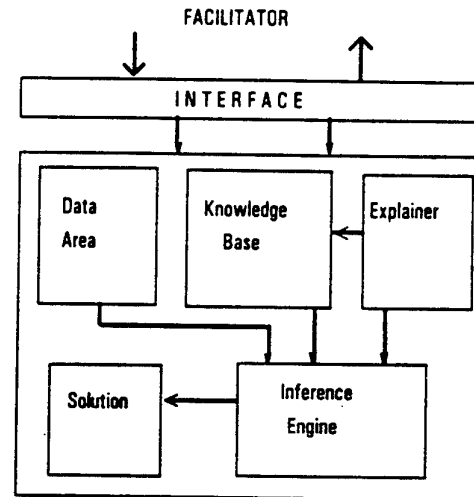 FACILITATOR
INTERFACE
Data
Area
Knowledge
Base
Explainer
Solution
Inference
Engine